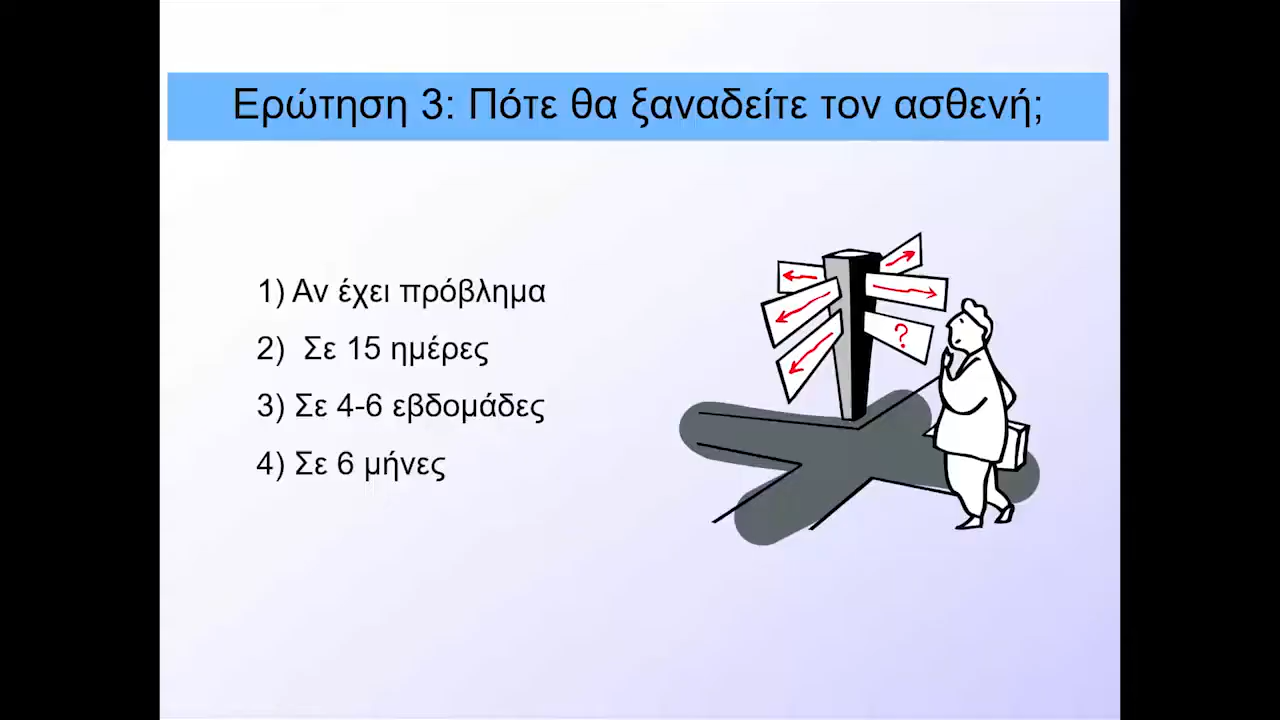 Ερώτηση 3: Πότε θα ξαναδείτε τον ασθενή;
1) Αν έχει πρόβλημα
2) Σε 15 ημέρες
3) Σε 4-6 εβδομάδες
4) Σε 6 μήνες
?